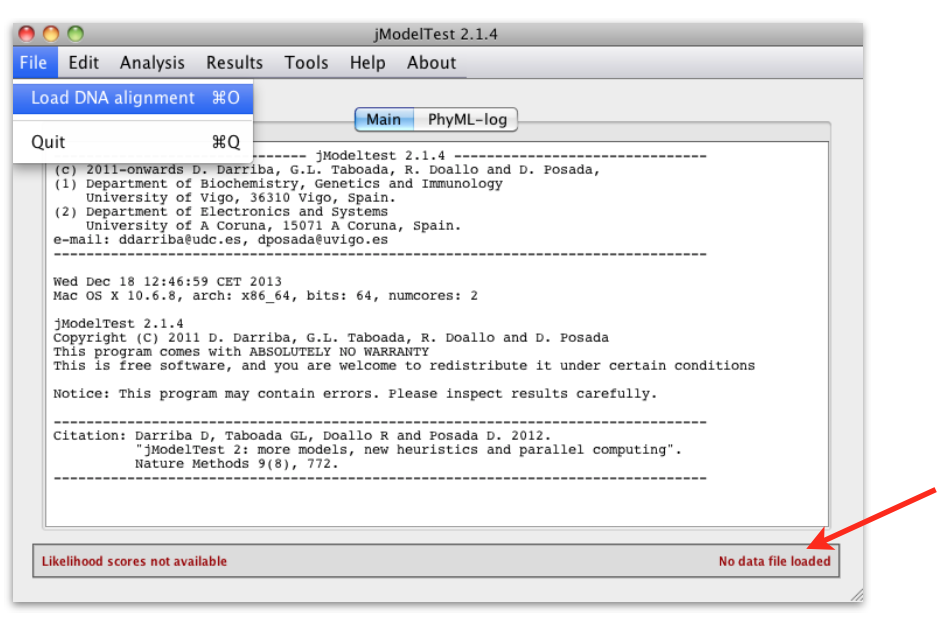 jModelTest 2.1.4
File Edit Analysis Results Tools Help About
Load DNA alignment ⌘O
Quit ⌘Q
Main PhyML-log
---- jModeltest 2.1.4 -------------------------------
(c) 2011-onwards D. Darriba, G.L. Taboada, R. Doallo and D. Posada,
(1) Department of Biochemistry, Genetics and Immunology
University of Vigo, 36310 Vigo, Spain.
(2) Department of Electronics and Systems
University of A Coruna, 15071 A Coruna, Spain.
e-mail: ddarriba@udc.es, dposada@uvigo.es
--------------------------------------------------------------------------------
Wed Dec 18 12:46:59 CET 2013
Mac OS X 10.6.8, arch: x86_64, bits: 64, numcores: 2
jModelTest 2.1.4
Copyright (C) 2011 D. Darriba, G.L. Taboada, R. Doallo and D. Posada
This program comes with ABSOLUTELY NO WARRANTY
This is free software, and you are welcome to redistribute it under certain conditions
Notice: This program may contain errors. Please inspect results carefully.
--------------------------------------------------------------------------------
Citation: Darriba D, Taboada GL, Doallo R and Posada D. 2012.
"jModelTest 2: more models, new heuristics and parallel computing".
Nature Methods 9(8), 772.
--------------------------------------------------------------------------------
Likelihood scores not available No data file loaded